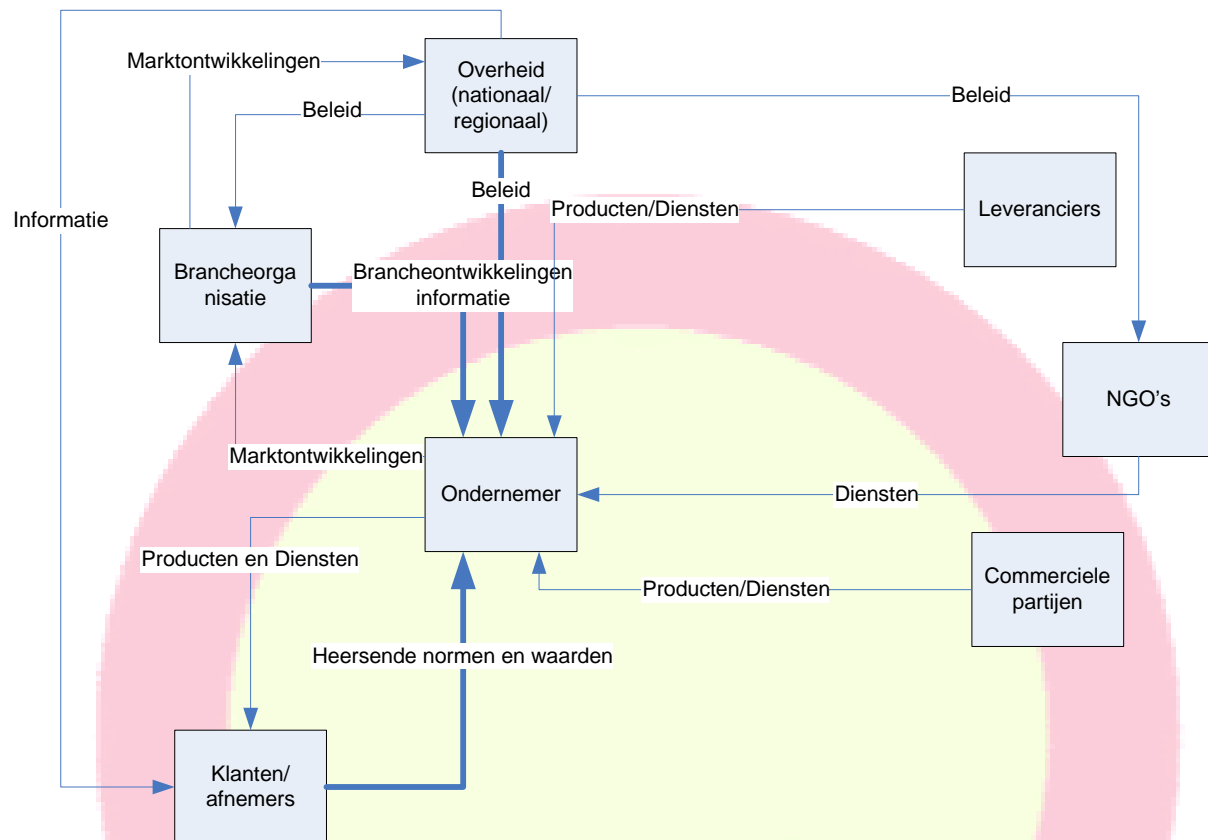 Marktontwikkelingen
Overheid
(nationaal/
regionaal)
Beleid
Beleid
Beleid
Informatie
Producten/Diensten
Leveranciers
Brancheorga
nisatie
Brancheontwikkelingen
informatie
NGO's
Marktontwikkelingen
Ondernemer
Diensten
Producten en Diensten
Producten/Diensten
Commerciele
partijen
Heersende normen en waarden
Klanten/
afnemers